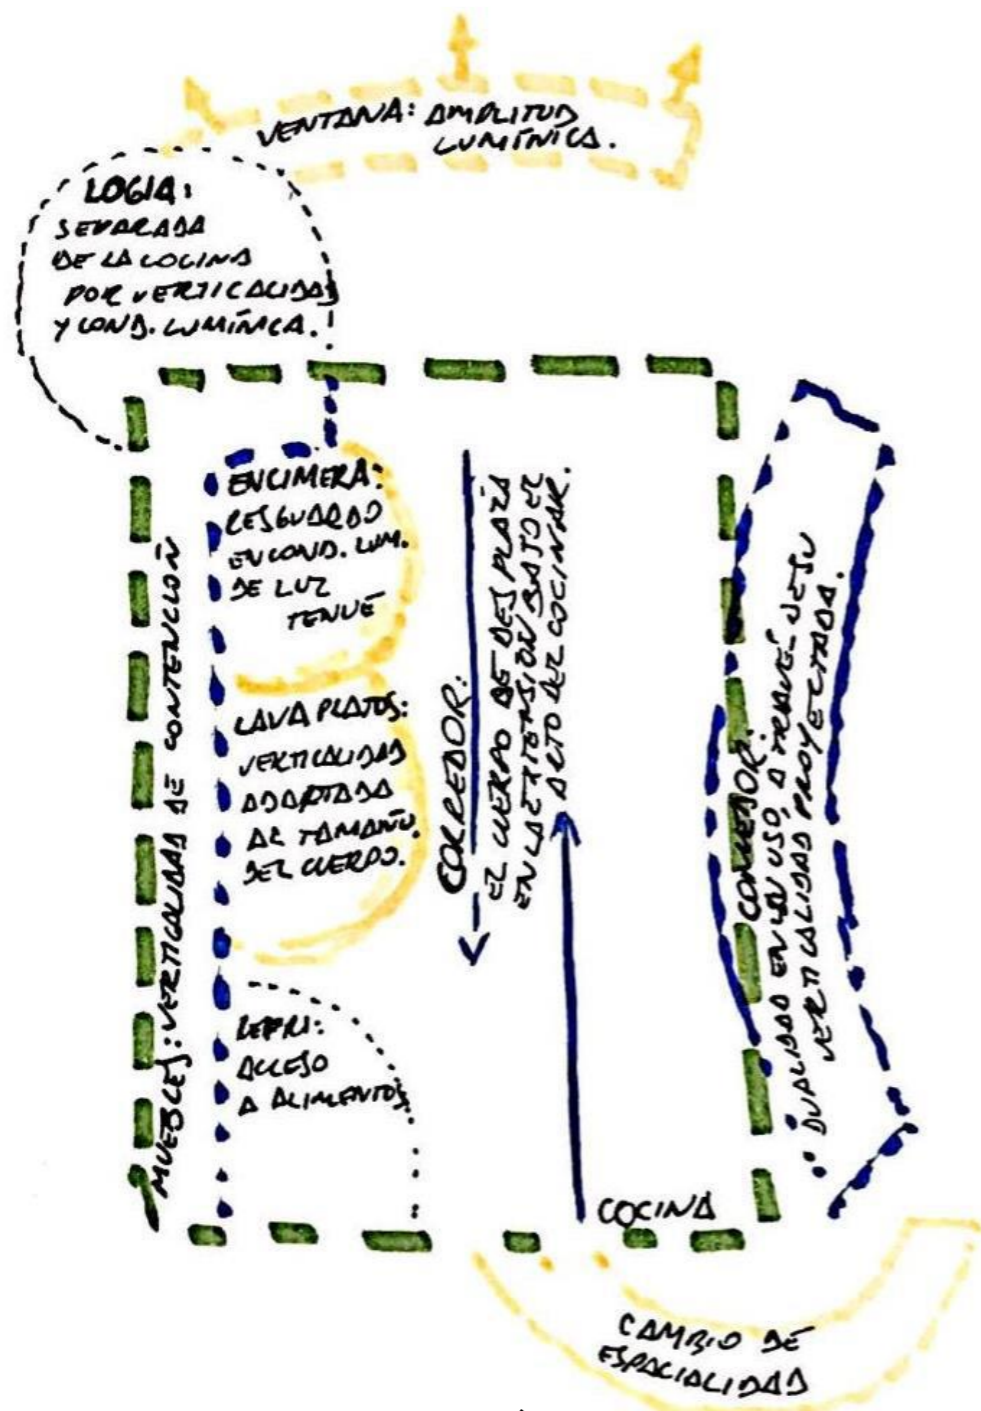 VENTANA: AMPLITUD
LUMÍNICA.
LOGIA:
SEPARADA
DE LA COCINA
POR VERTICALIDAD
Y COND. LUMÍNICA.
MUEBLES: VERTICALIDAD DE CONTENCIÓN
ENCIMERA:
RESGUARDO
EN COND. LUM.
DE LUZ
TENUE
LAVA PLATOS:
VERTICALIDAD
ADAPTADA
AL TAMAÑO
DEL CUERPO.
REFRI:
ACCESO
A ALIMENTOS
CORREDOR:
EL CUERPO SE DESPLAZA
EN LA EXTENSIÓN BAJO EL
ACTO DEL COCINAR.
COMEDOR:
DUALIDAD EN UN USO, A TRAVÉS DE SU
VERTICALIDAD PROYECTADA.
COCINA
CAMBIO DE
ESPACIALIDAD